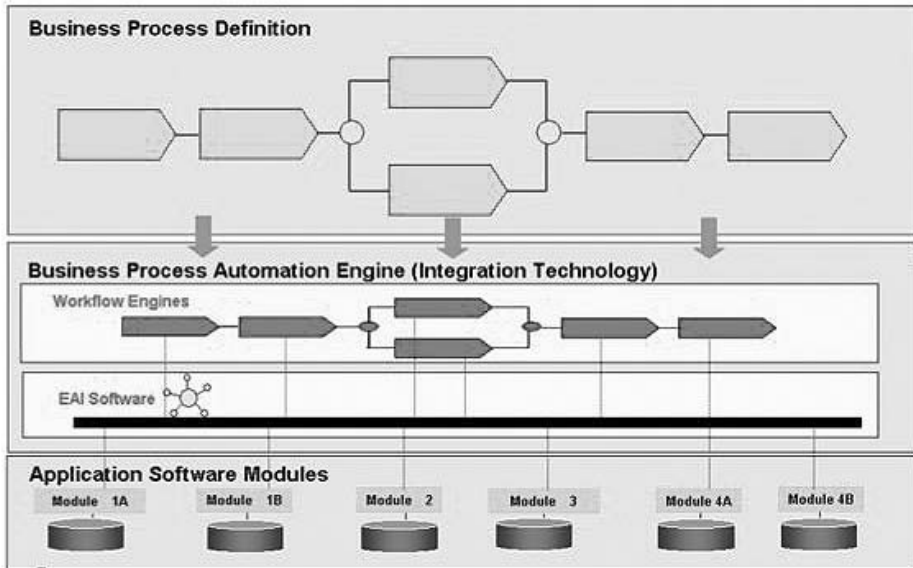 Business Process Definition
Business Process Automation Engine (Integration Technology)
Workflow Engines
EAI Software
Application Software Modules
Module 1A
Module 1B
Module 2
Module 3
Module 4A
Module 4B